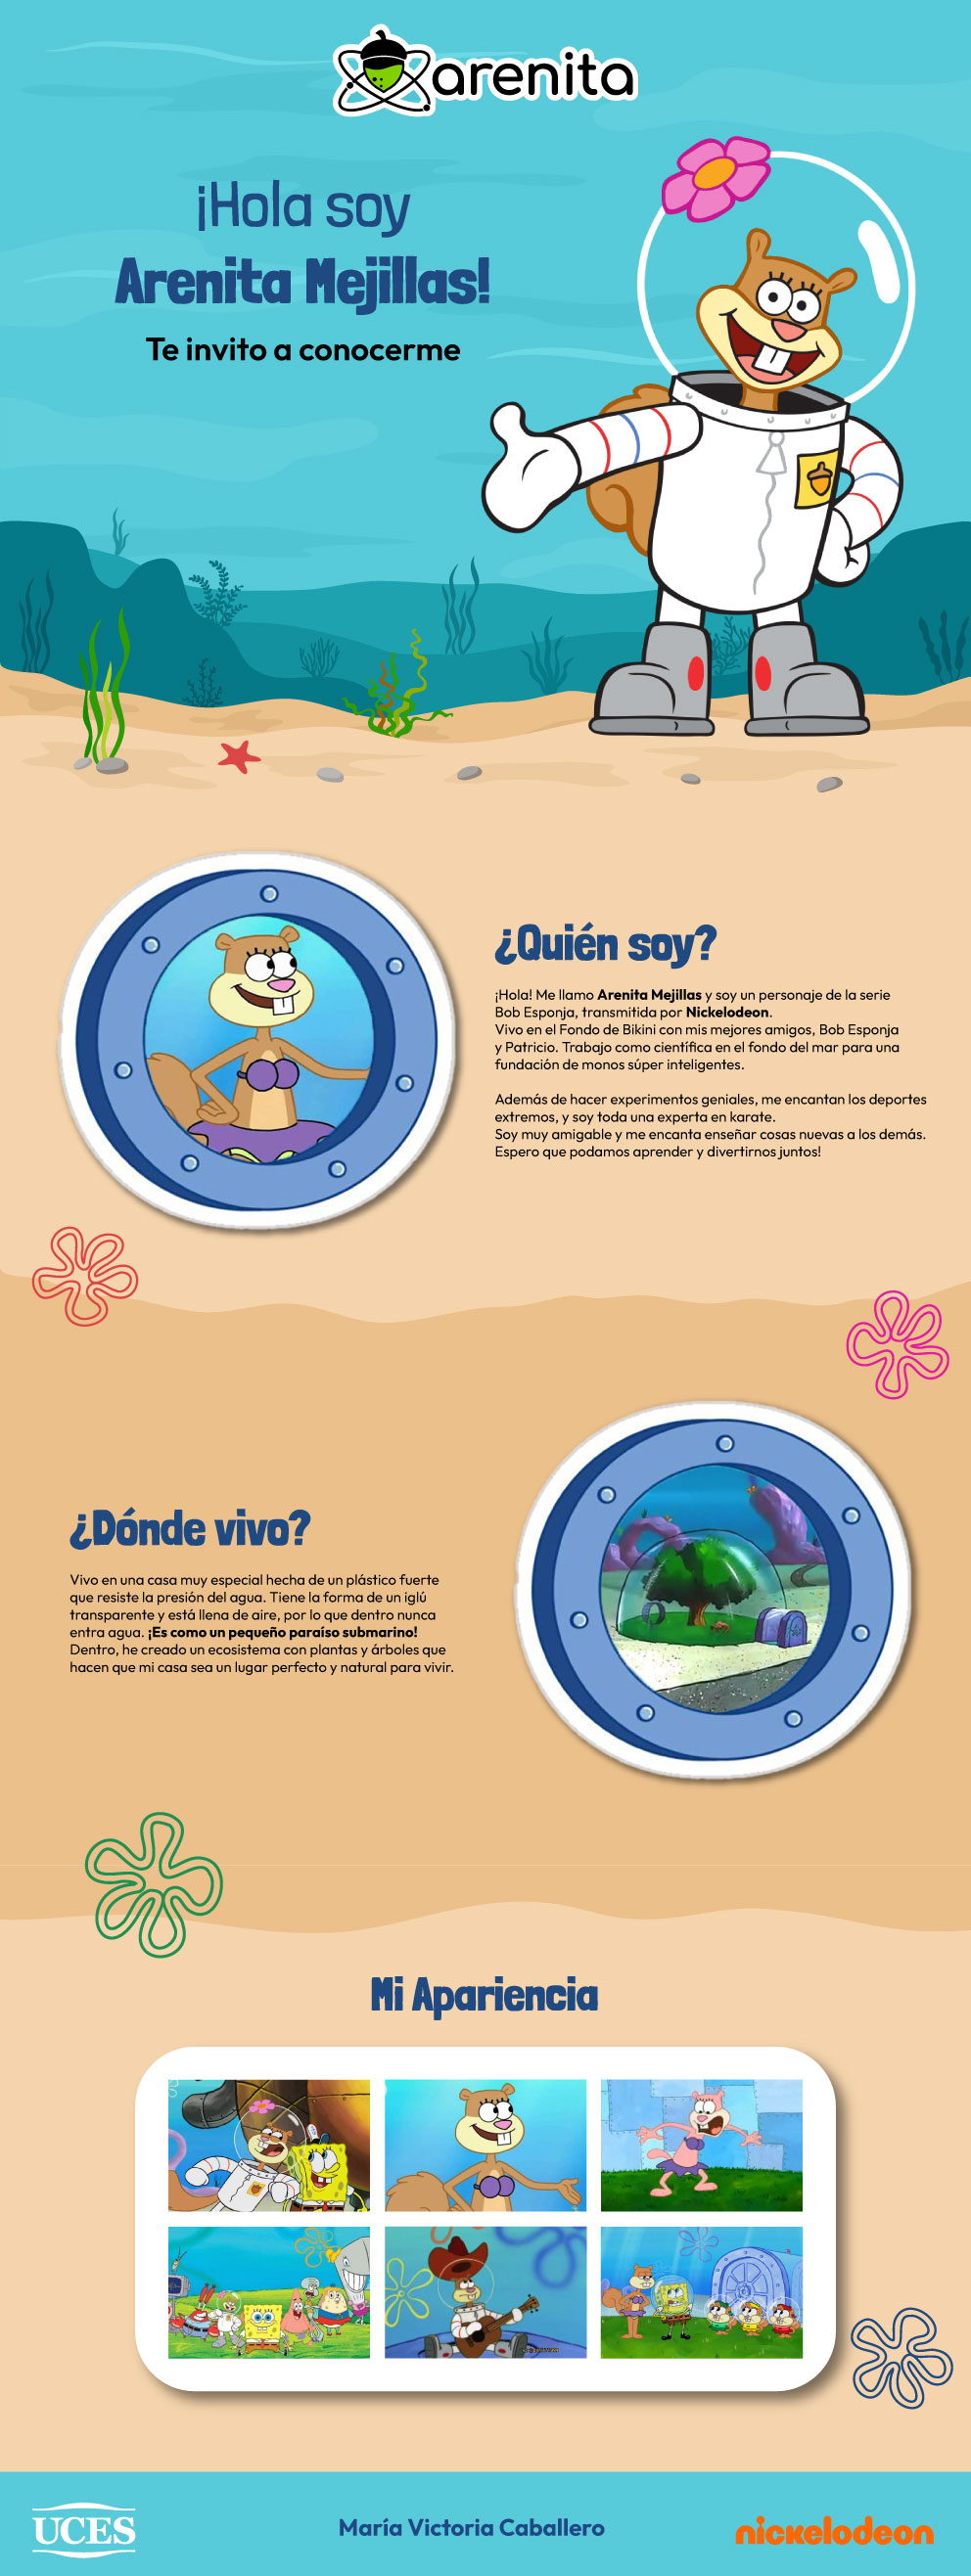 arenita
¡Hola soy
Arenita Mejillas!
Te invito a conocerme
¿Quién soy?
¡Hola! Me llamo Arenita Mejillas y soy un personaje de la serie
Bob Esponja, transmitida por Nickelodeon.
Vivo en el Fondo de Bikini con mis mejores amigos, Bob Esponja
y Patricio. Trabajo como científica en el fondo del mar para una
fundación de monos súper inteligentes.
Además de hacer experimentos geniales, me encantan los deportes
extremos, y soy toda una experta en karate.
Soy muy amigable y me encanta enseñar cosas nuevas a los demás.
Espero que podamos aprender y divertirnos juntos!
¿Dónde vivo?
Vivo en una casa muy especial hecha de un plástico fuerte
que resiste la presión del agua. Tiene la forma de un iglú
transparente y está llena de aire, por lo que dentro nunca
entra agua. ¡Es como un pequeño paraíso submarino!
Dentro, he creado un ecosistema con plantas y árboles que
hacen que mi casa sea un lugar perfecto y natural para vivir.
Mi Apariencia
UCES
María Victoria Caballero
nickelodeon